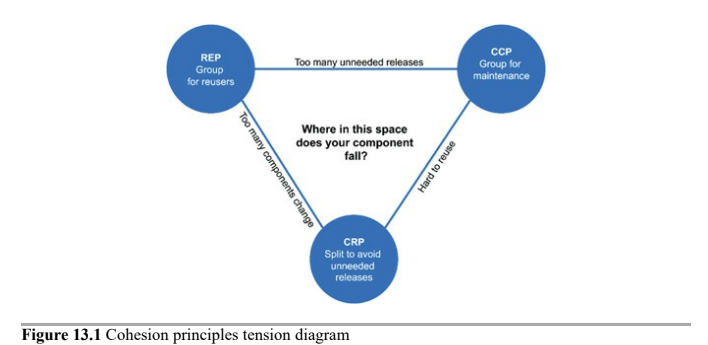 REP
Group
for reusers
Too many unneeded releases
CCP
Group for
maintenance
Too many components change
Where in this space
does your component
fall?
Hard to reuse
CRP
Split to avoid
unneeded
releases
Figure 13.1 Cohesion principles tension diagram